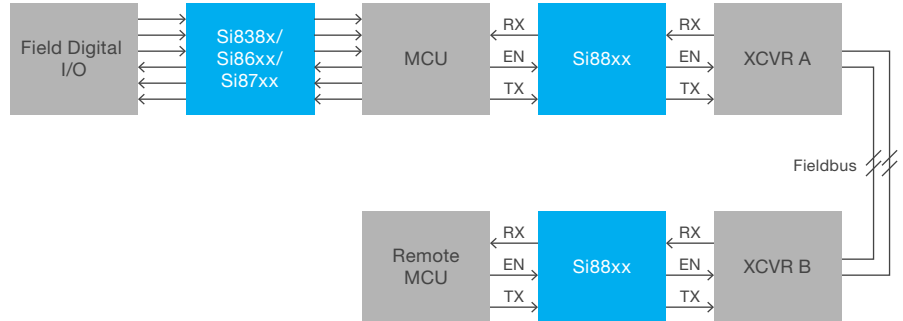 Field Digital
I/O
Si838x/
Si86xx/
Si87xx
MCU
RX
EN
TX
Si88xx
RX
EN
TX
XCVR A
Fieldbus
Remote
MCU
RX
EN
TX
Si88xx
RX
EN
TX
XCVR B